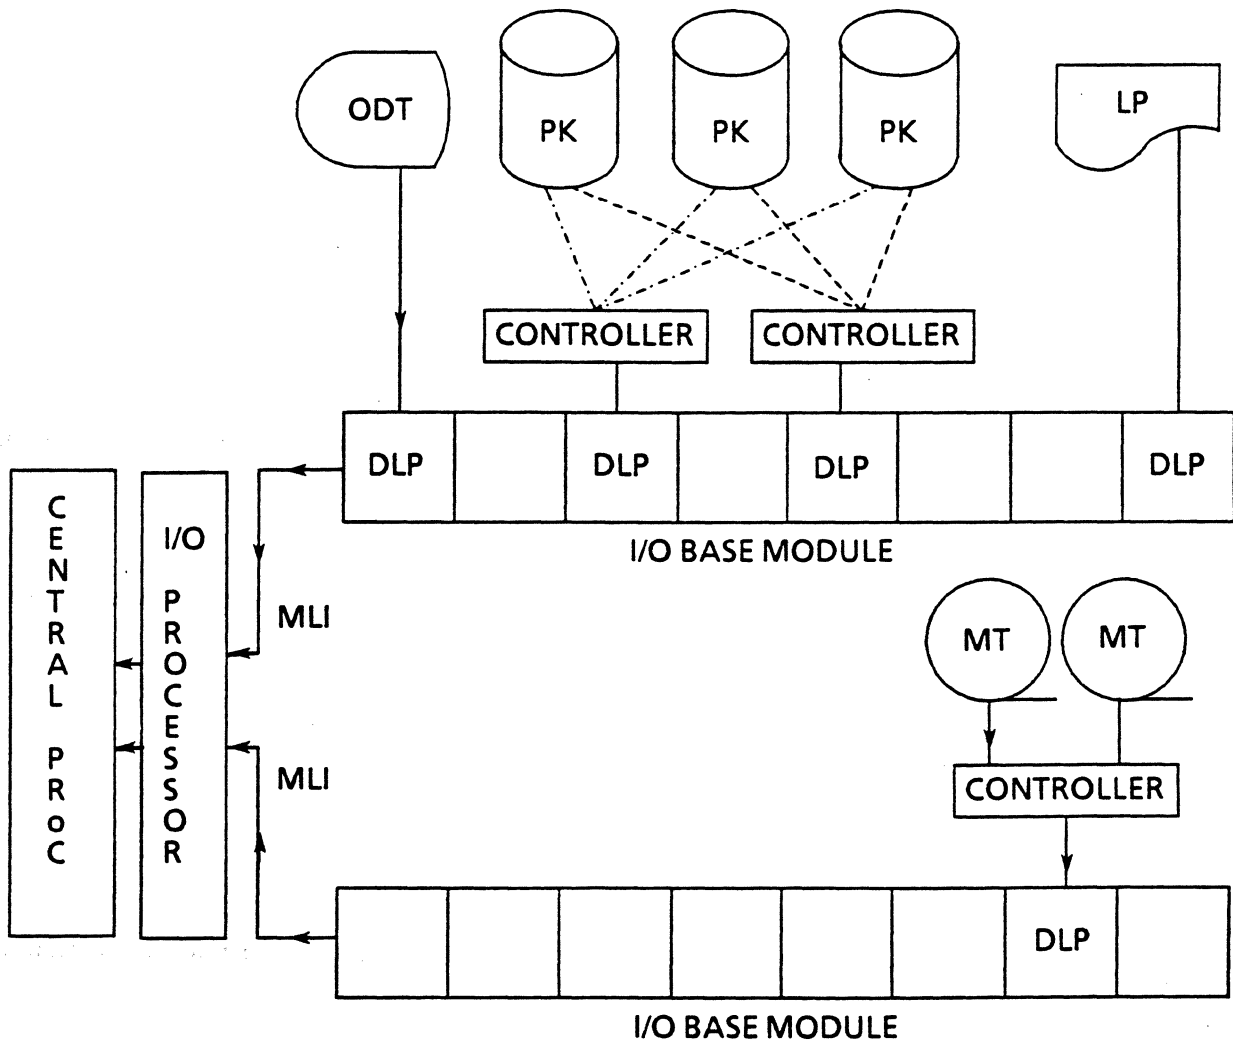 ODT
PK
PK
PK
LP
CONTROLLER
CONTROLLER
DLP
DLP
DLP
DLP
I/O BASE MODULE
CENTRAL PRoC
I/O PROCESSOR
MLI
MLI
MT
MT
CONTROLLER
DLP
I/O BASE MODULE